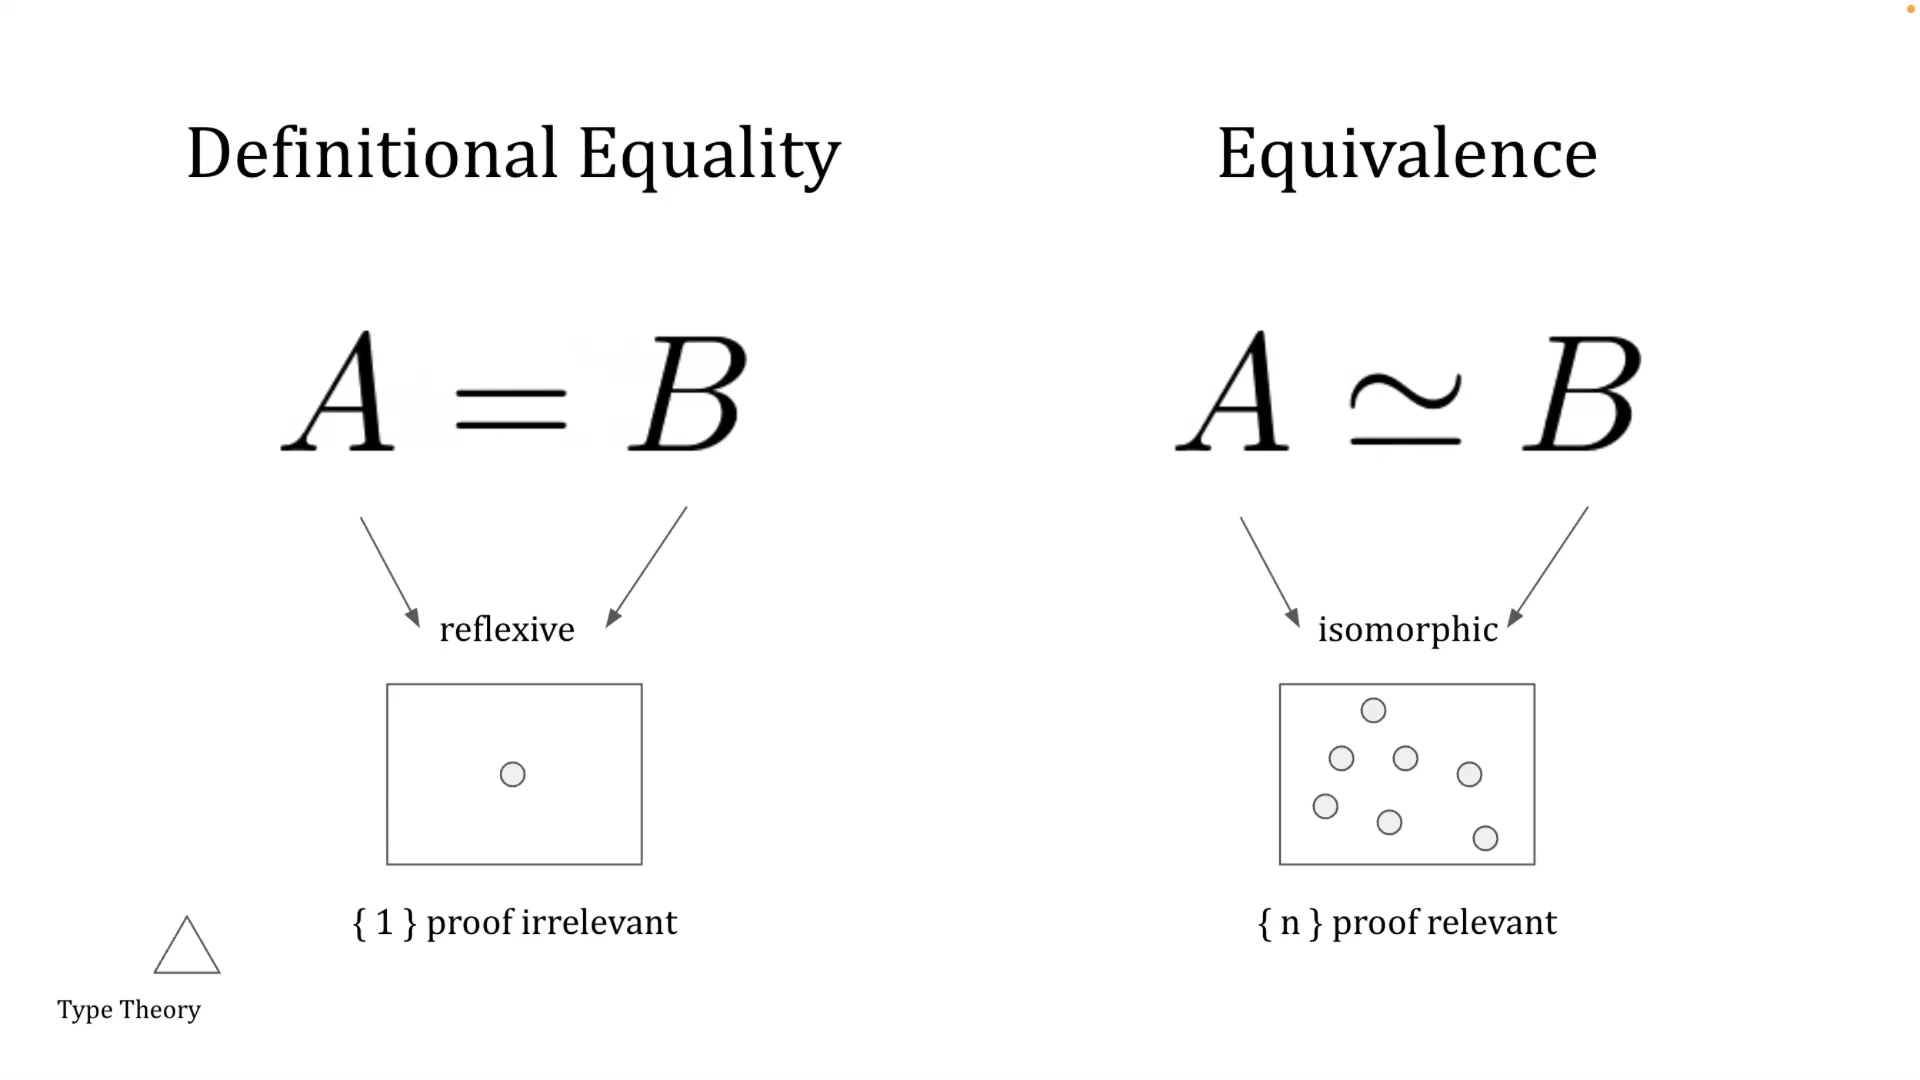 Definitional Equality
Equivalence
A = B
A ≃ B
reflexive
isomorphic
{ 1 } proof irrelevant
{ n } proof relevant
Type Theory